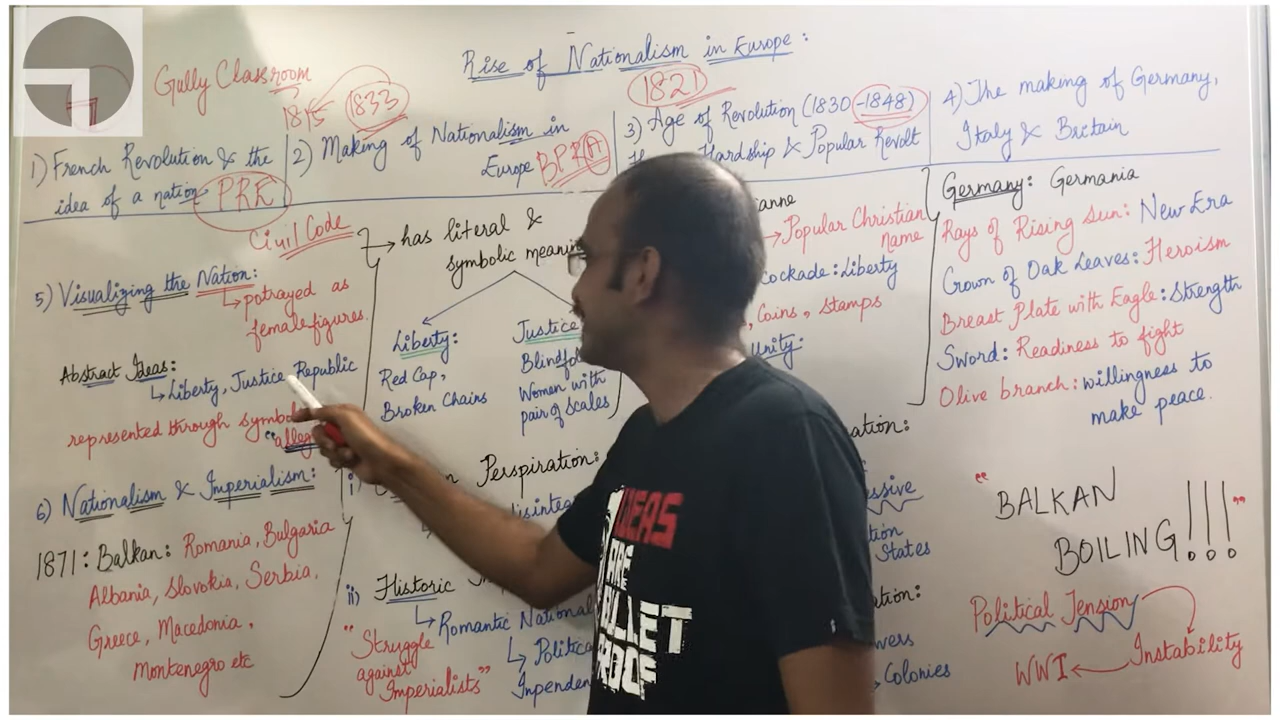 Rise of Nationalism in Europe:
Gully Classroom
1815
1833
1821
1) French Revolution & the
idea of a nation PRE
2) Making of Nationalism in
Europe BPRA
3) Age of Revolution (1830-1848)
Hardship & Popular Revolt
4) The making of Germany,
Italy & Britain
Civil Code
5) Visualizing the Nation:
potrayed as
female figures.
Abstract Ideas:
Liberty, Justice, Republic
represented through symbols
"
has literal &
symbolic meaning
Liberty:
Red Cap,
Broken Chains
Justice
Women with
pair of Scales
Popular Christian
Name
cockade: Liberty
Coins, stamps
Unity:
Germany: Germania
Rays of Rising Sun: New Era
Crown of Oak Leaves: Heroism
Breast Plate with Eagle: Strength
Sword: Readiness to fight
Olive branch: willingness to
make peace.
6) Nationalism & Imperialism:
1871: Balkan: Romania, Bulgaria
Albania, Slovokia, Serbia,
Greece, Macedonia,
Montenegro etc
i)
Perspiration:
ii) Historic
Romantic National
"Struggle
against
Imperialists"
States
Colonies
"BALKAN
BOILING!!!"
Political Tension
Instability
WWI
IDEAS
ARE
BULLET
PROOF